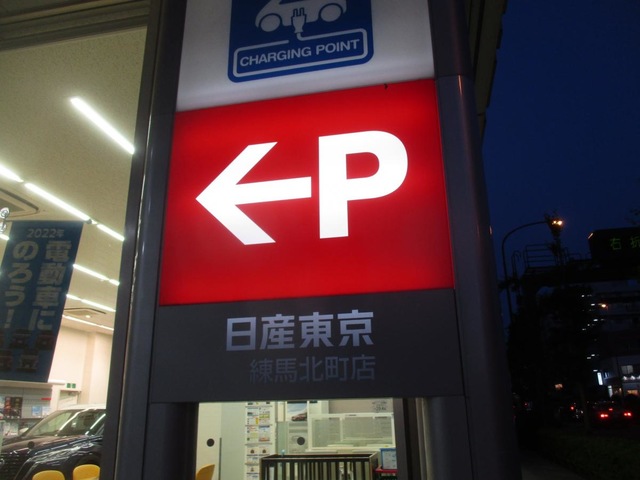 CHARGING POINT
P
日産東京
練馬北町店
2022年
電動車に
のろう！
右